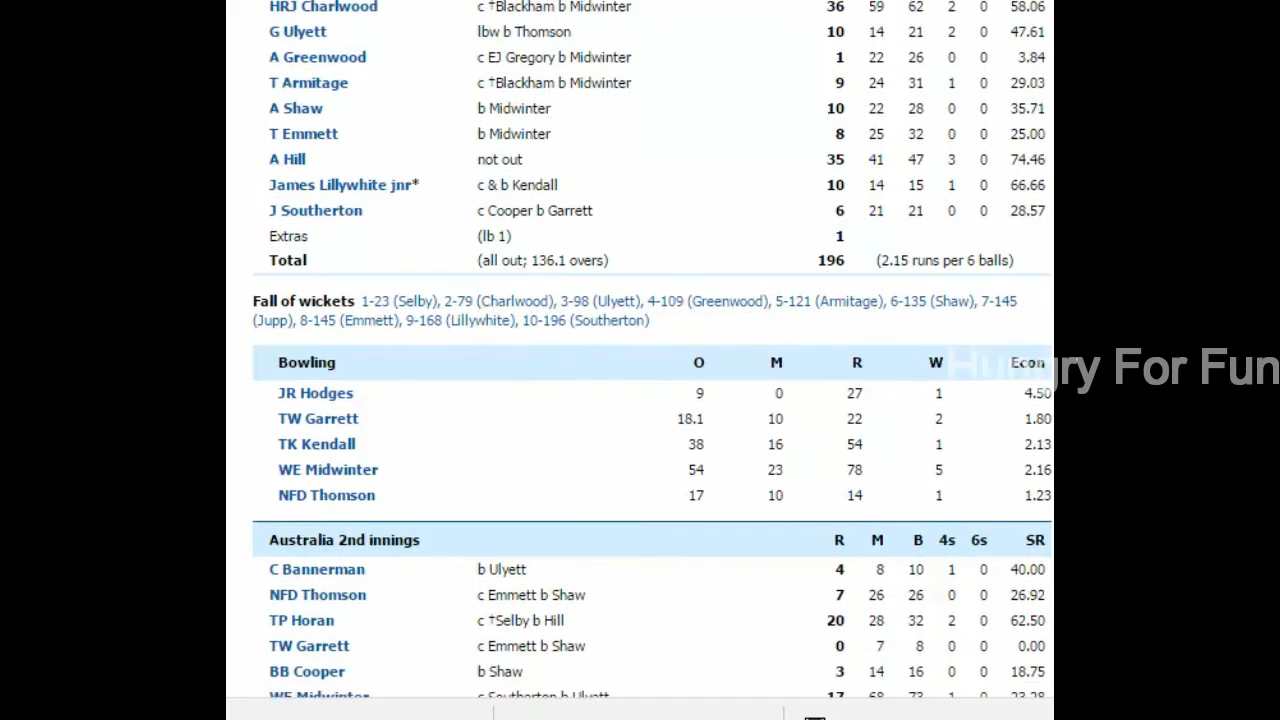 HRJ Charlwood c †Blackham b Midwinter 36 59 62 2 0 58.06
G Ulyett lbw b Thomson 10 14 21 2 0 47.61
A Greenwood c EJ Gregory b Midwinter 1 22 26 0 0 3.84
T Armitage c †Blackham b Midwinter 9 24 31 1 0 29.03
A Shaw b Midwinter 10 22 28 0 0 35.71
T Emmett b Midwinter 8 25 32 0 0 25.00
A Hill not out 35 41 47 3 0 74.46
James Lillywhite jnr* c & b Kendall 10 14 15 1 0 66.66
J Southerton c Cooper b Garrett 6 21 21 0 0 28.57
Extras (lb 1) 1
Total (all out; 136.1 overs) 196 (2.15 runs per 6 balls)
Fall of wickets 1-23 (Selby), 2-79 (Charlwood), 3-98 (Ulyett), 4-109 (Greenwood), 5-121 (Armitage), 6-135 (Shaw), 7-145
(Jupp), 8-145 (Emmett), 9-168 (Lillywhite), 10-196 (Southerton)
Bowling O M R W Econ
Hungry For Fun
JR Hodges 9 0 27 1 4.50
TW Garrett 18.1 10 22 2 1.80
TK Kendall 38 16 54 1 2.13
WE Midwinter 54 23 78 5 2.16
NFD Thomson 17 10 14 1 1.23
Australia 2nd innings R M B 4s 6s SR
C Bannerman b Ulyett 4 8 10 1 0 40.00
NFD Thomson c Emmett b Shaw 7 26 26 0 0 26.92
TP Horan c †Selby b Hill 20 28 32 2 0 62.50
TW Garrett c Emmett b Shaw 0 7 8 0 0 0.00
BB Cooper b Shaw 3 14 16 0 0 18.75
WE Midwinter c Southerton b Ulyett 17 68 73 1 0 23.28